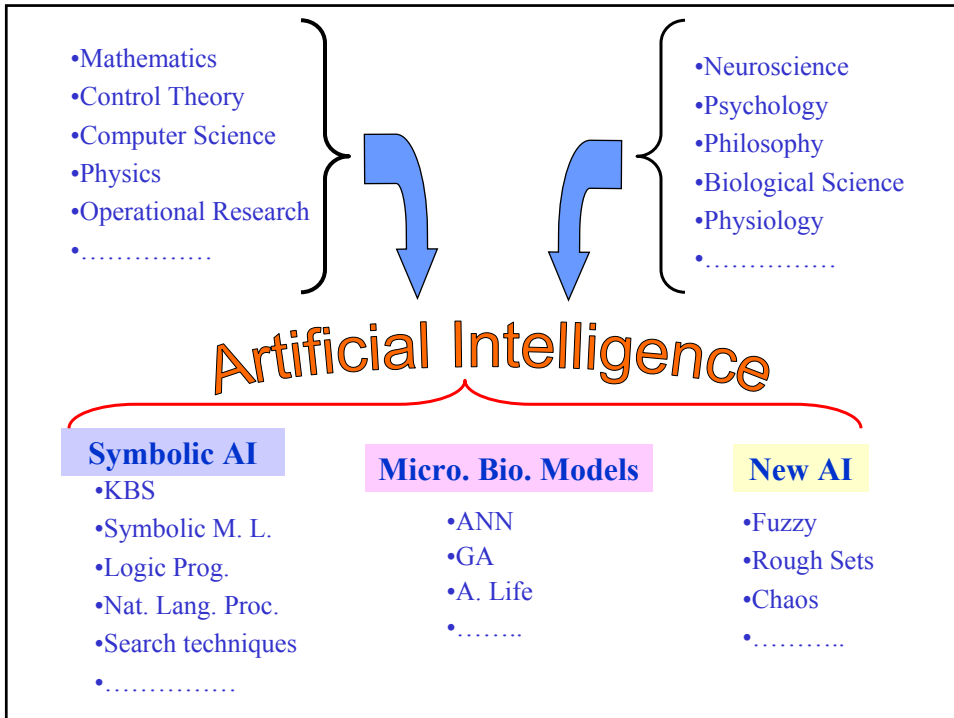 •Mathematics
•Control Theory
•Computer Science
•Physics
•Operational Research
•……………
•Neuroscience
•Psychology
•Philosophy
•Biological Science
•Physiology
•……………
Artificial Intelligence
Symbolic AI
•KBS
•Symbolic M. L.
•Logic Prog.
•Nat. Lang. Proc.
•Search techniques
•……………
Micro. Bio. Models
•ANN
•GA
•A. Life
•……..
New AI
•Fuzzy
•Rough Sets
•Chaos
•………..